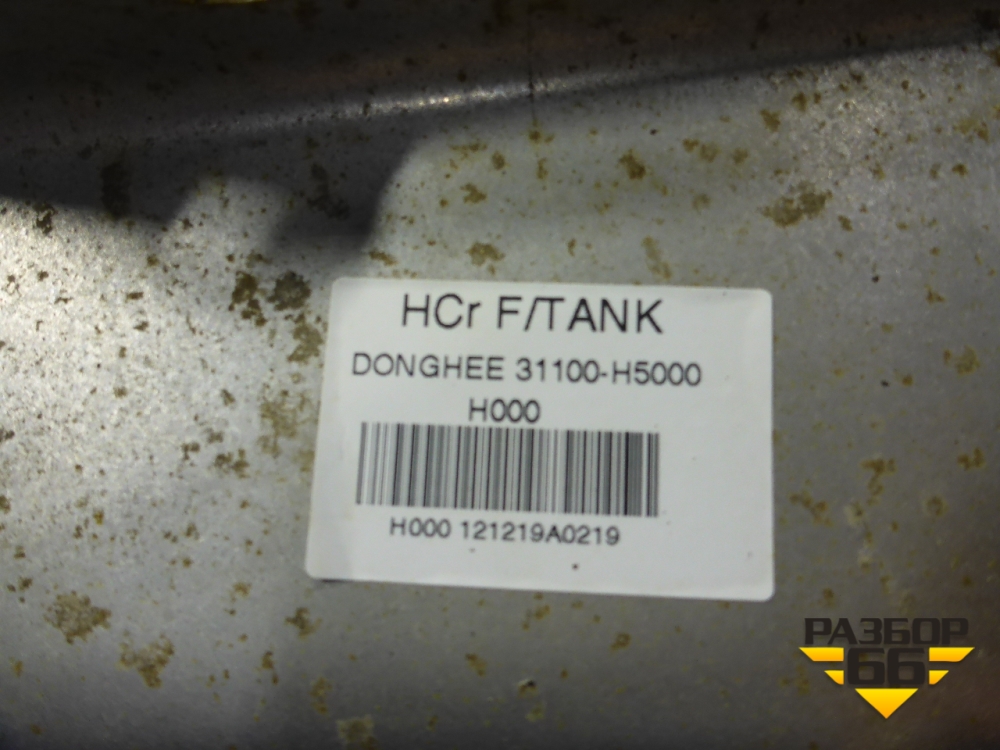 HCr F/TANK
DONGHEE 31100-H5000
H000
H000 121219A0219
РАЗБОР
66